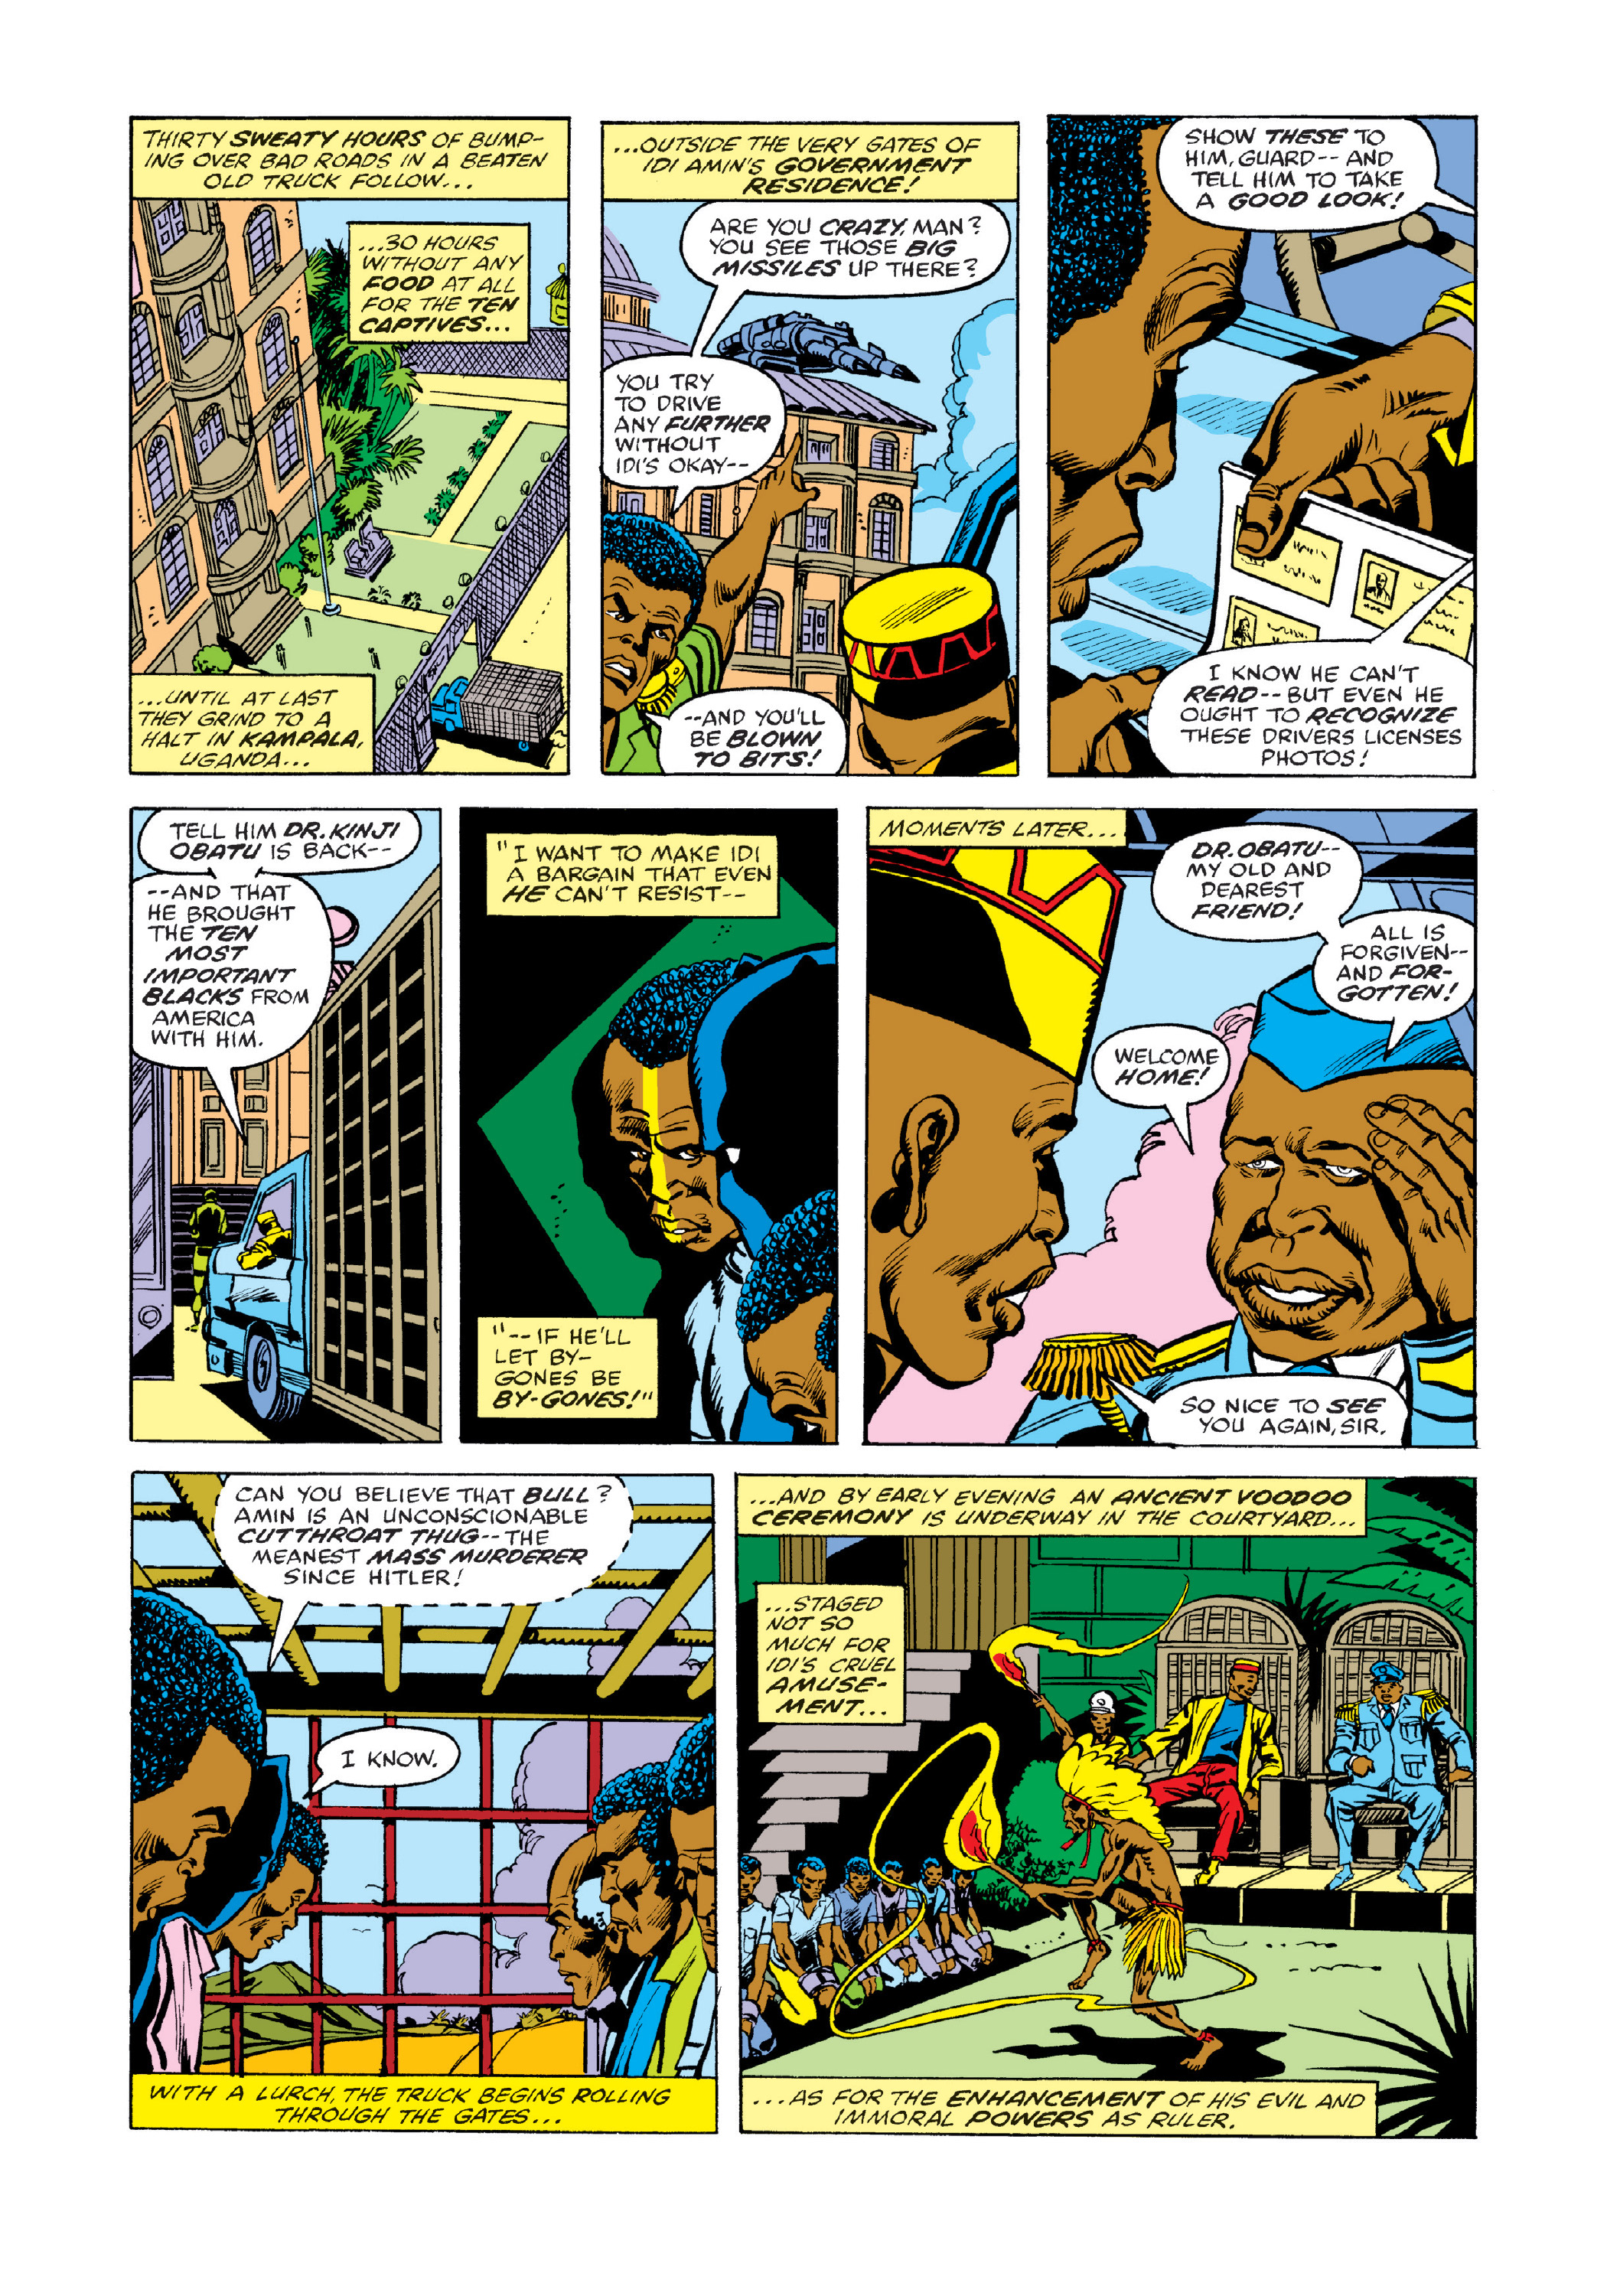 THIRTY SWEATY HOURS OF BUMP-
ING OVER BAD ROADS IN A BEATEN
OLD TRUCK FOLLOW...
...30 HOURS
WITHOUT ANY
FOOD AT ALL
FOR THE TEN
CAPTIVES...
...UNTIL AT LAST
THEY GRIND TO A
HALT IN KAMPALA,
UGANDA...
...OUTSIDE THE VERY GATES OF
IDI AMIN'S GOVERNMENT
RESIDENCE!
ARE YOU CRAZY, MAN?
YOU SEE THOSE BIG
MISSILES UP THERE?
YOU TRY
TO DRIVE
ANY FURTHER
WITHOUT
IDI'S OKAY--
--AND YOU'LL
BE BLOWN
TO BITS!
SHOW THESE TO
HIM, GUARD-- AND
TELL HIM TO TAKE
A GOOD LOOK!
I KNOW HE CAN'T
READ-- BUT EVEN HE
OUGHT TO RECOGNIZE
THESE DRIVERS LICENSES
PHOTOS!
TELL HIM DR. KINJI
OBATU IS BACK--
--AND THAT
HE BROUGHT
THE TEN
MOST
IMPORTANT
BLACKS FROM
AMERICA
WITH HIM.
"I WANT TO MAKE IDI
A BARGAIN THAT EVEN
HE CAN'T RESIST--
"--IF HE'LL
LET BY-
GONES BE
BY-GONES!"
MOMENTS LATER...
DR. OBATU--
MY OLD AND
DEAREST
FRIEND!
ALL IS
FORGIVEN--
AND FOR-
GOTTEN!
WELCOME
HOME!
SO NICE TO SEE
YOU AGAIN, SIR.
CAN YOU BELIEVE THAT BULL?
AMIN IS AN UNCONSCIONABLE
CUTTHROAT THUG-- THE
MEANEST MASS MURDERER
SINCE HITLER!
I KNOW.
WITH A LURCH, THE TRUCK BEGINS ROLLING
THROUGH THE GATES...
...AND BY EARLY EVENING AN ANCIENT VOODOO
CEREMONY IS UNDERWAY IN THE COURTYARD...
...STAGED
NOT SO
MUCH FOR
IDI'S CRUEL
AMUSE-
MENT...
...AS FOR THE ENHANCEMENT OF HIS EVIL AND
IMMORAL POWERS AS RULER.